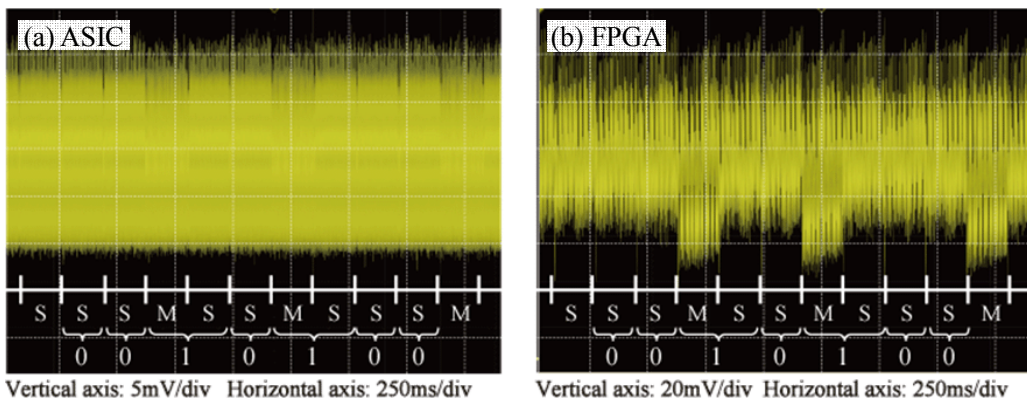 (a) ASIC
S S S M S S M S S S M
0 0 1 0 1 0 0
Vertical axis: 5mV/div Horizontal axis: 250ms/div
(b) FPGA
S S S M S S M S S S M
0 0 1 0 1 0 0
Vertical axis: 20mV/div Horizontal axis: 250ms/div